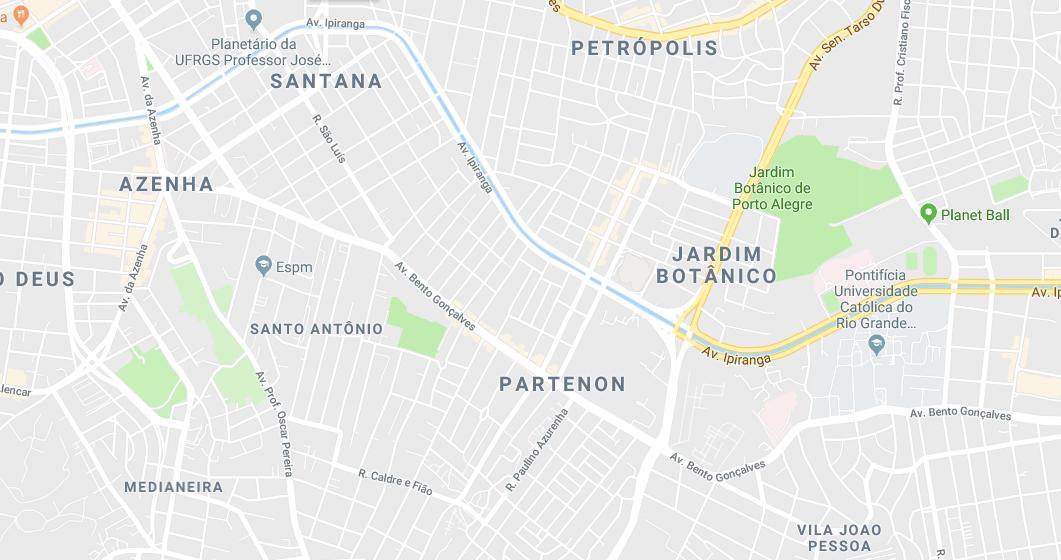 a
Av. Ipiranga
es
Planetário da
UFRGS Professor José...
PETRÓPOLIS
Av. Sen. Tarso D
R. Prof. Cristiano Fisc
SANTANA
Av. da Azenha
R. São Luís
Av. Ipiranga
AZENHA
Jardim
Botânico de
Porto Alegre
Planet Ball
D
JARDIM
BOTÂNICO
Av. da Azenha
Espm
O DEUS
Av. Bento Gonçalves
Pontifícia
Universidade
Católica do
Rio Grande...
Av. Ip
SANTO ANTÔNIO
Av. Ipiranga
PARTENON
lencar
Av. Prof. Oscar Pereira
R. Paulino Azurenha
Av. Bento Gonçalves
Av. Bento Gonçalves
R. Caldre e Fião
MEDIANEIRA
VILA JOAO
PESSOA
R.